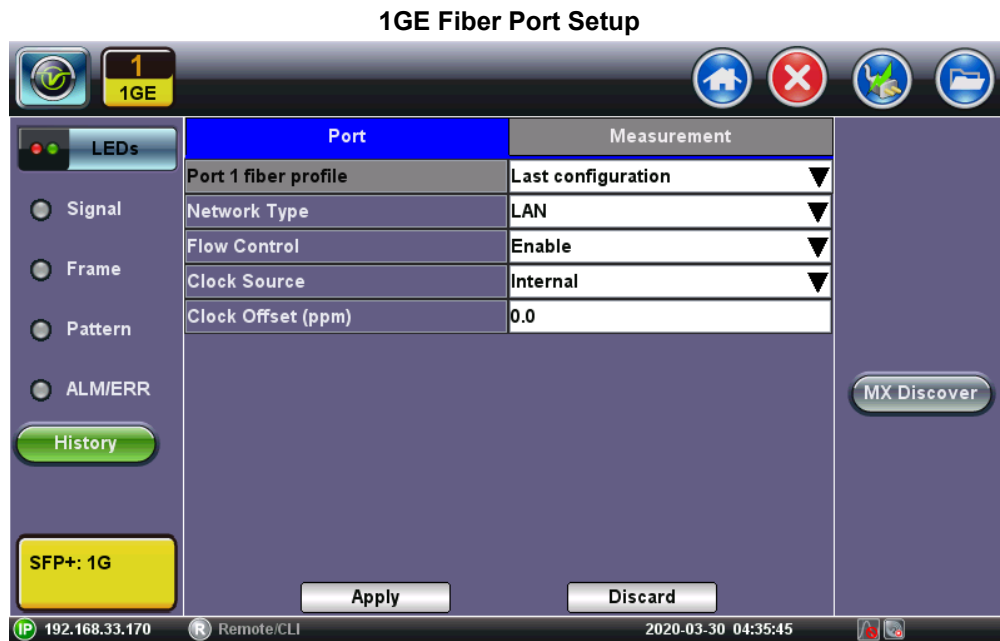 1GE Fiber Port Setup
1
1GE
LEDs
Port Measurement
Port 1 fiber profile Last configuration
Signal
Network Type LAN
Flow Control Enable
Frame
Clock Source Internal
Clock Offset (ppm) 0.0
Pattern
ALM/ERR
MX Discover
History
SFP+: 1G
Apply Discard
IP 192.168.33.170 R Remote/CLI 2020-03-30 04:35:45